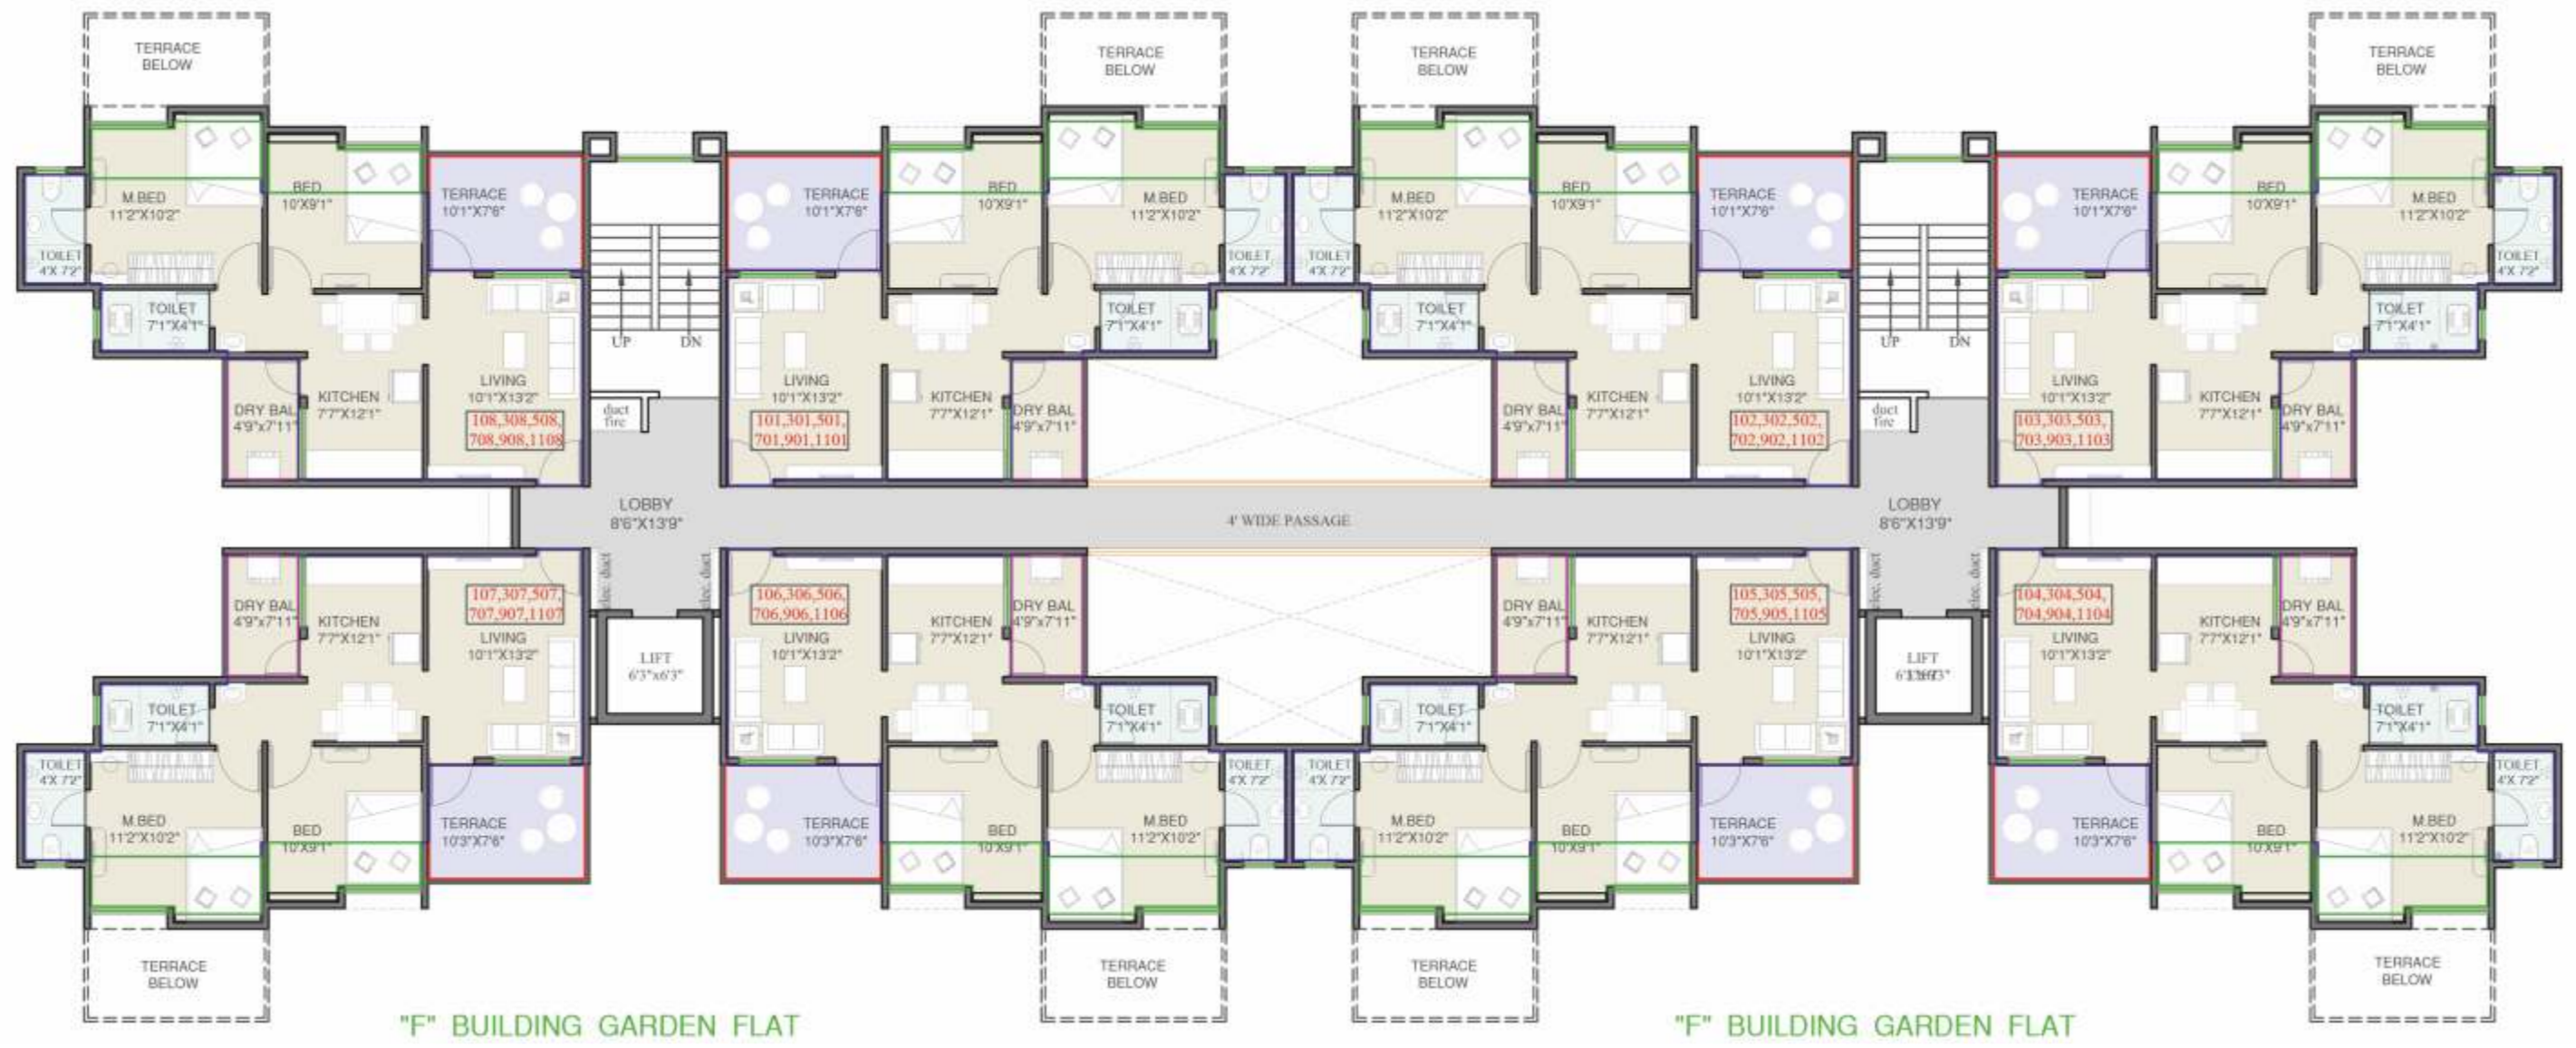 TERRACE
BELOW
TERRACE
BELOW
TERRACE
BELOW
TERRACE
BELOW
M.BED
11'2"X10'2"
BED
10'X9'1"
TERRACE
10'1"X7'6"
TOILET
4'X 7'2"
TOILET
7'1"X4'1"
DRY BAL
4'9"x7'11"
KITCHEN
7'7"X12'1"
LIVING
10'1"X13'2"
108,308,508,
708,908,1108
UP
DN
duct
fire
TERRACE
10'1"X7'6"
BED
10'X9'1"
M.BED
11'2"X10'2"
TOILET
4'X 7'2"
TOILET
7'1"X4'1"
LIVING
10'1"X13'2"
101,301,501,
701,901,1101
KITCHEN
7'7"X12'1"
DRY BAL
4'9"x7'11"
TOILET
4'X 7'2"
M.BED
11'2"X10'2"
BED
10'X9'1"
TERRACE
10'1"X7'6"
TOILET
7'1"X4'1"
DRY BAL
4'9"x7'11"
KITCHEN
7'7"X12'1"
LIVING
10'1"X13'2"
102,302,502,
702,902,1102
UP
DN
duct
fire
TERRACE
10'1"X7'6"
BED
10'X9'1"
M.BED
11'2"X10'2"
TOILET
4'X 7'2"
TOILET
7'1"X4'1"
LIVING
10'1"X13'2"
103,303,503,
703,903,1103
KITCHEN
7'7"X12'1"
DRY BAL
4'9"x7'11"
LOBBY
8'6"X13'9"
4' WIDE PASSAGE
LOBBY
8'6"X13'9"
elec. duct
elec. duct
elec. duct
elec. duct
DRY BAL
4'9"x7'11"
KITCHEN
7'7"X12'1"
107,307,507,
707,907,1107
LIVING
10'1"X13'2"
TOILET
7'1"X4'1"
TOILET
4'X 7'2"
M.BED
11'2"X10'2"
BED
10'X9'1"
TERRACE
10'3"X7'6"
LIFT
6'3"x6'3"
106,306,506,
706,906,1106
LIVING
10'1"X13'2"
KITCHEN
7'7"X12'1"
DRY BAL
4'9"x7'11"
TOILET
7'1"X4'1"
TERRACE
10'3"X7'6"
BED
10'X9'1"
M.BED
11'2"X10'2"
TOILET
4'X 7'2"
DRY BAL
4'9"x7'11"
KITCHEN
7'7"X12'1"
105,305,505,
705,905,1105
LIVING
10'1"X13'2"
TOILET
7'1"X4'1"
TOILET
4'X 7'2"
M.BED
11'2"X10'2"
BED
10'X9'1"
TERRACE
10'3"X7'6"
LIFT
104,304,504,
704,904,1104
LIVING
10'1"X13'2"
KITCHEN
7'7"X12'1"
DRY BAL
4'9"x7'11"
TOILET
7'1"X4'1"
TERRACE
10'3"X7'6"
BED
10'X9'1"
M.BED
11'2"X10'2"
TOILET
4'X 7'2"
TERRACE
BELOW
TERRACE
BELOW
TERRACE
BELOW
TERRACE
BELOW
"F" BUILDING GARDEN FLAT
"F" BUILDING GARDEN FLAT